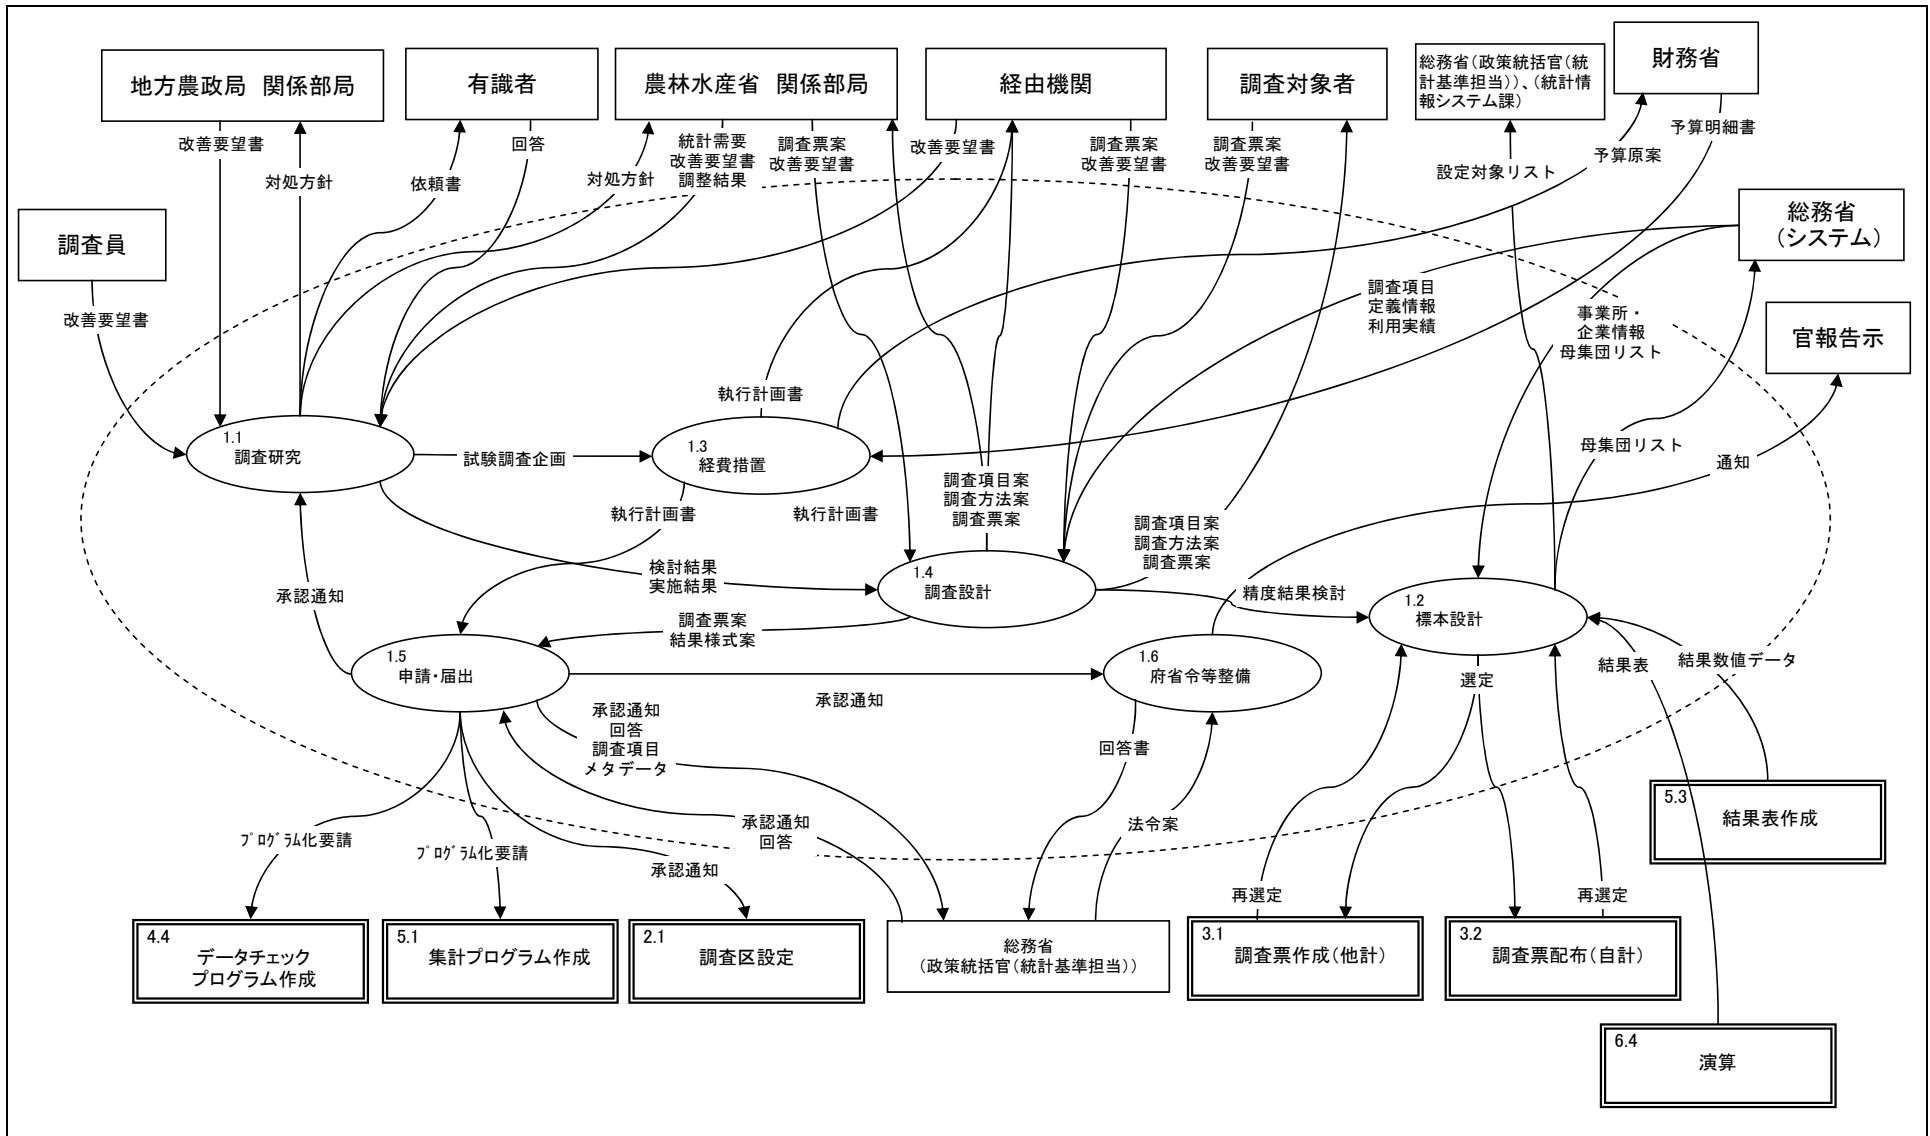 地方農政局 関係部局
有識者
農林水産省 関係部局
経由機関
調査対象者
総務省(政策統括官(統
計基準担当))、(統計情
報システム課)
財務省
改善要望書
対処方針
依頼書
回答
対処方針
統計需要
改善要望書
調整結果
調査票案
改善要望書
改善要望書
調査票案
改善要望書
調査票案
改善要望書
設定対象リスト
予算原案
予算明細書
調査員
改善要望書
総務省
(システム)
調査項目
定義情報
利用実績
事業所・
企業情報
母集団リスト
官報告示
1.1
調査研究
試験調査企画
執行計画書
1.3
経費措置
執行計画書
執行計画書
調査項目案
調査方法案
調査票案
調査項目案
調査方法案
調査票案
母集団リスト
通知
検討結果
実施結果
1.4
調査設計
精度結果検討
1.2
標本設計
承認通知
調査票案
結果様式案
1.5
申請・届出
承認通知
1.6
府省令等整備
選定
結果表
結果数値データ
承認通知
回答
調査項目
メタデータ
回答書
5.3
結果表作成
プログラム化要請
プログラム化要請
承認通知
承認通知
回答
法令案
再選定
再選定
4.4
データチェック
プログラム作成
5.1
集計プログラム作成
2.1
調査区設定
総務省
(政策統括官(統計基準担当))
3.1
調査票作成(他計)
3.2
調査票配布(自計)
6.4
演算